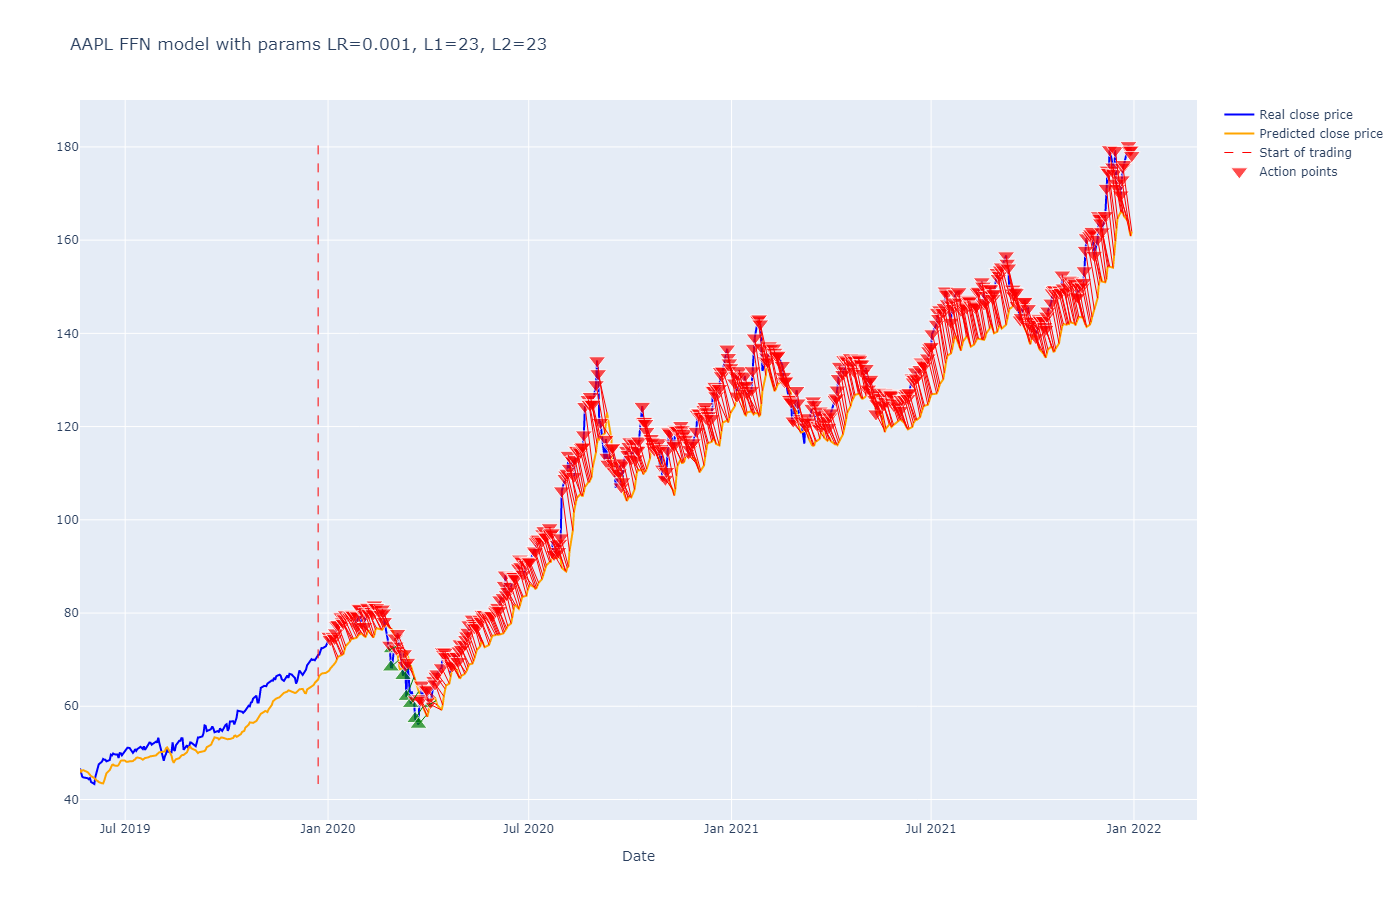 AAPL FFN model with params LR=0.001, L1=23, L2=23
Real close price
Predicted close price
Start of trading
Action points
180
160
140
120
100
80
60
40
Jul 2019
Jan 2020
Jul 2020
Jan 2021
Jul 2021
Jan 2022
Date